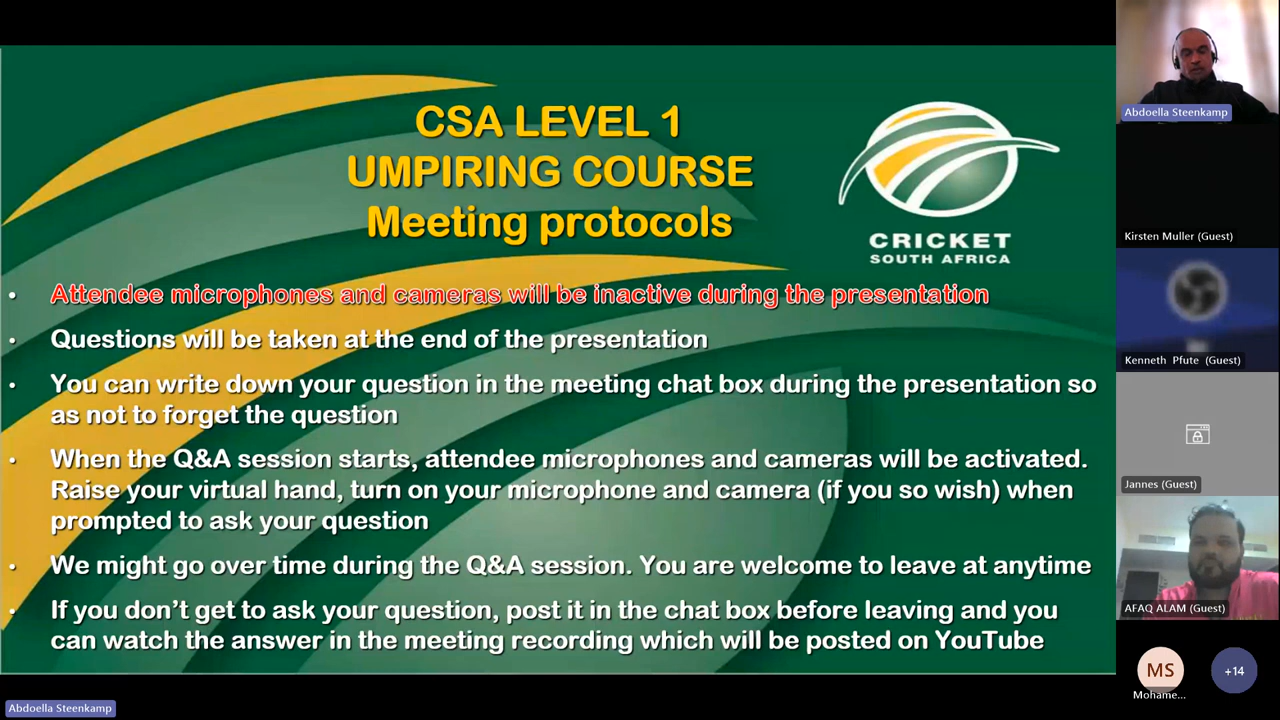 CSA LEVEL 1
UMPIRING COURSE
Meeting protocols
CRICKET
SOUTH AFRICA
• Attendee microphones and cameras will be inactive during the presentation
• Questions will be taken at the end of the presentation
• You can write down your question in the meeting chat box during the presentation so
as not to forget the question
• When the Q&A session starts, attendee microphones and cameras will be activated.
Raise your virtual hand, turn on your microphone and camera (if you so wish) when
prompted to ask your question
• We might go over time during the Q&A session. You are welcome to leave at anytime
• If you don’t get to ask your question, post it in the chat box before leaving and you
can watch the answer in the meeting recording which will be posted on YouTube
Abdoella Steenkamp
Abdoella Steenkamp
Kirsten Muller (Guest)
Kenneth Pfute (Guest)
Jannes (Guest)
AFAQ ALAM (Guest)
MS
Mohame...
+14